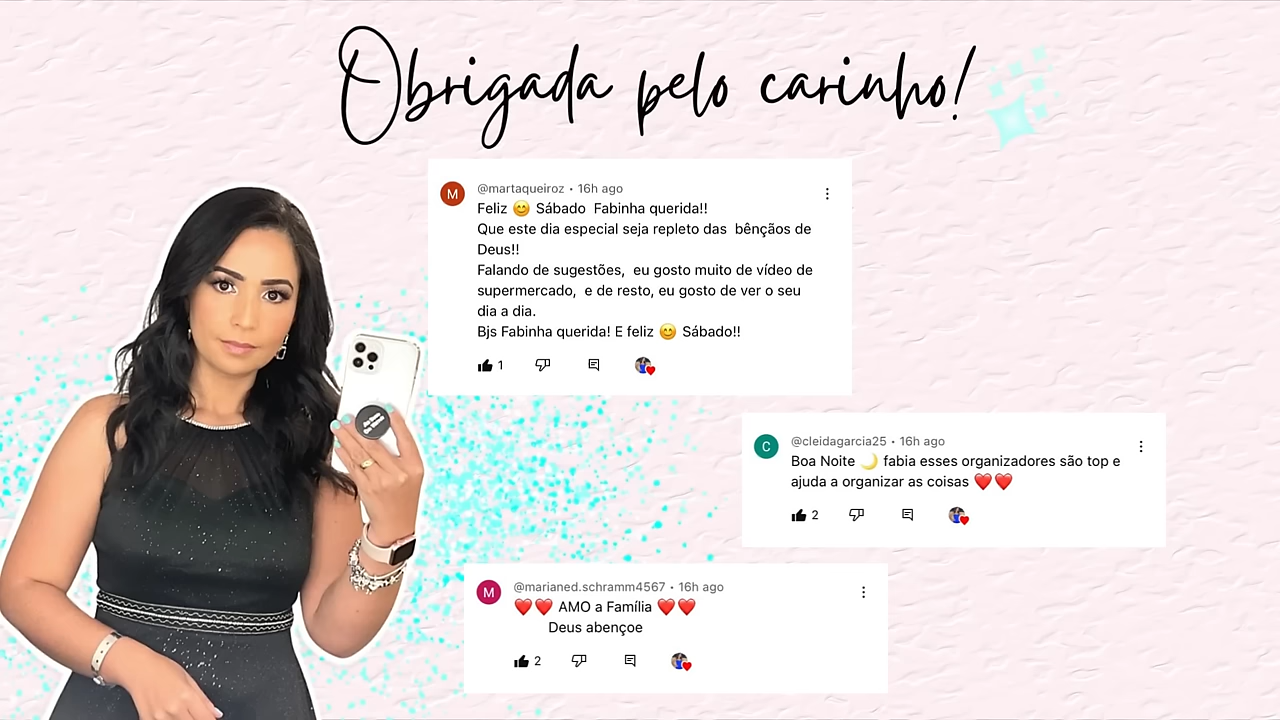 Obrigada pelo carinho!
M
@martaqueiroz • 16h ago
Feliz 😊 Sábado Fabinha querida!!
Que este dia especial seja repleto das bênçãos de
Deus!!
Falando de sugestões, eu gosto muito de vídeo de
supermercado, e de resto, eu gosto de ver o seu
dia a dia.
Bjs Fabinha querida! E feliz 😊 Sábado!!
1
C
@cleidagarcia25 • 16h ago
Boa Noite 🌙 fabia esses organizadores são top e
ajuda a organizar as coisas ❤️❤️
2
M
@marianed.schramm4567 • 16h ago
❤️❤️ AMO a Família ❤️❤️
Deus abençoe
2